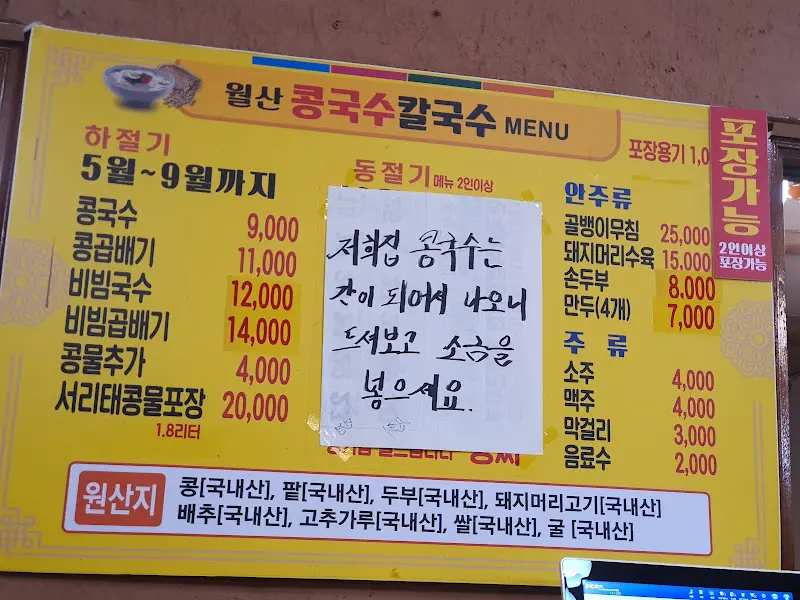 월산 콩국수칼국수 MENU
포장용기 1,0
포장가능
2인이상
포장가능
하절기
5월~9월까지
콩국수 9,000
콩곱배기 11,000
비빔국수 12,000
비빔곱배기 14,000
콩물추가 4,000
서리태콩물포장 20,000
1.8리터
동절기 메뉴 2인이상
저희집 콩국수는
간이 되어서 나오니
드셔보고 소금을
넣으세요.
안주류
골뱅이무침 25,000
돼지머리수육 15,000
손두부 8,000
만두(4개) 7,000
주 류
소주 4,000
맥주 4,000
막걸리 3,000
음료수 2,000
원산지
콩[국내산], 팥[국내산], 두부[국내산], 돼지머리고기[국내산]
배추[국내산], 고추가루[국내산], 쌀[국내산], 굴 [국내산]